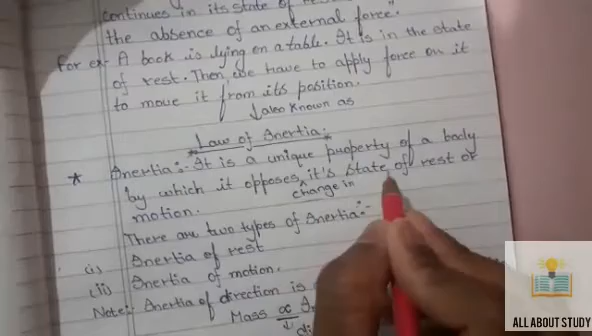 continues in its state of
the absence of an external force"
For ex- A book is lying on a table. It is in the state
of rest. Then, we have to apply force on it
to move it from its position.
↓ also known as
Law of Inertia:
* Inertia:- It is a unique property of a body
by which it opposes ^ it's state of rest or
change in
motion.
There are two types of Inertia:-
(i) Inertia of rest
(ii) Inertia of motion.
Note: Inertia of direction is
Mass ∝
ALL ABOUT STUDY